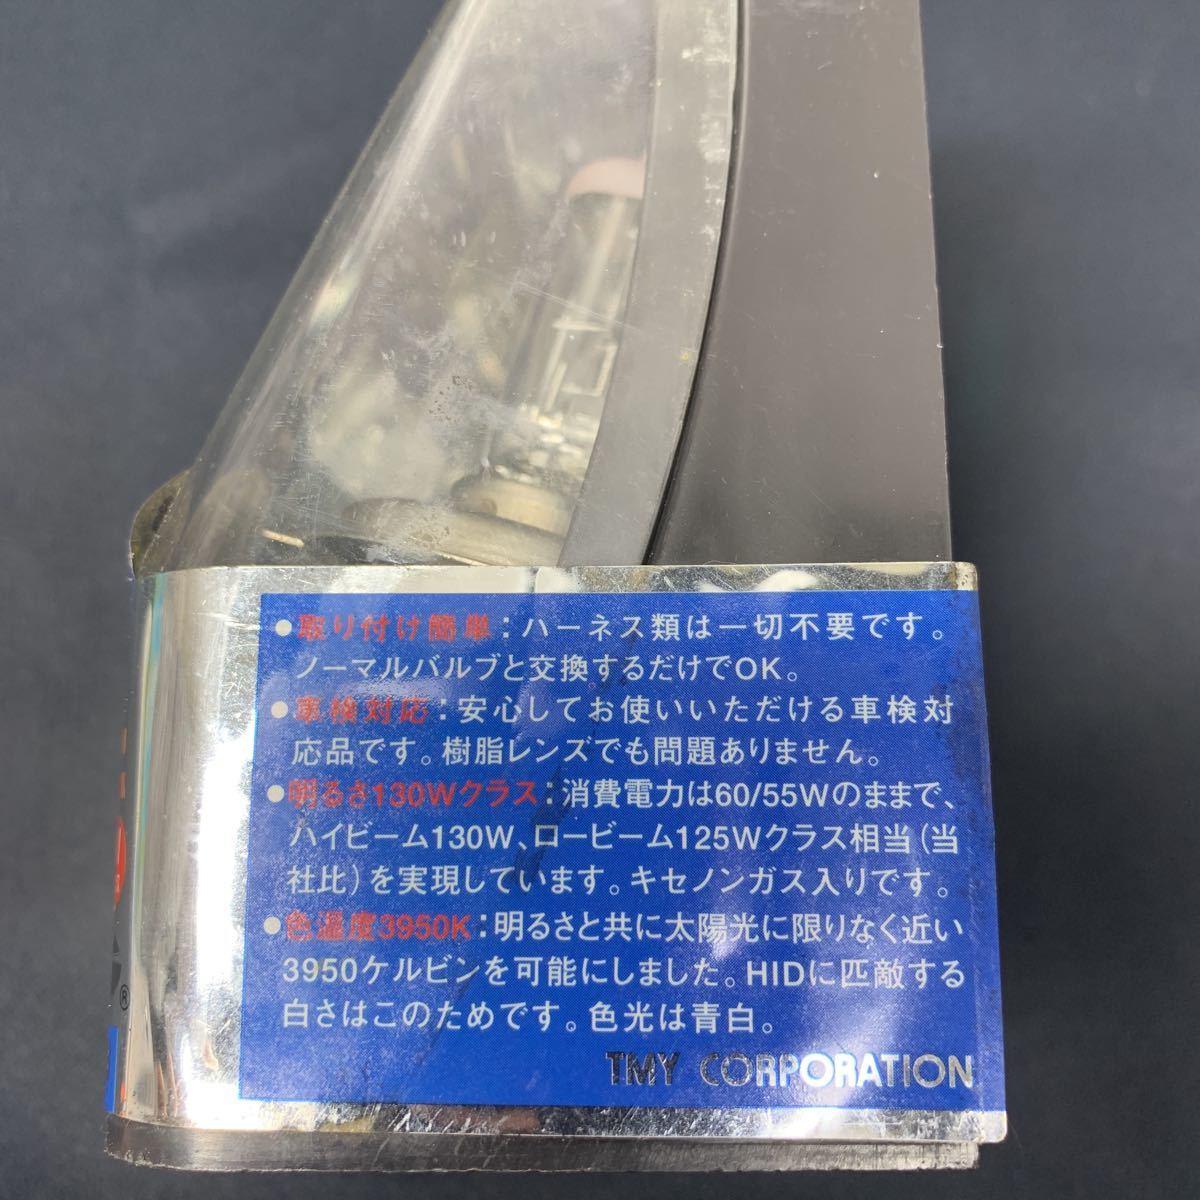 ●取り付け簡単：ハーネス類は一切不要です。
ノーマルバルブと交換するだけでOK。
●車検対応：安心してお使いいただける車検対
応品です。樹脂レンズでも問題ありません。
●明るさ130Wクラス：消費電力は60/55Wのままで、
ハイビーム130W、ロービーム125Wクラス相当（当
社比）を実現しています。キセノンガス入りです。
●色温度3950K：明るさと共に太陽光に限りなく近い
3950ケルビンを可能にしました。HIDに匹敵する
白さはこのためです。色光は青白。
TMY CORPORATION
®